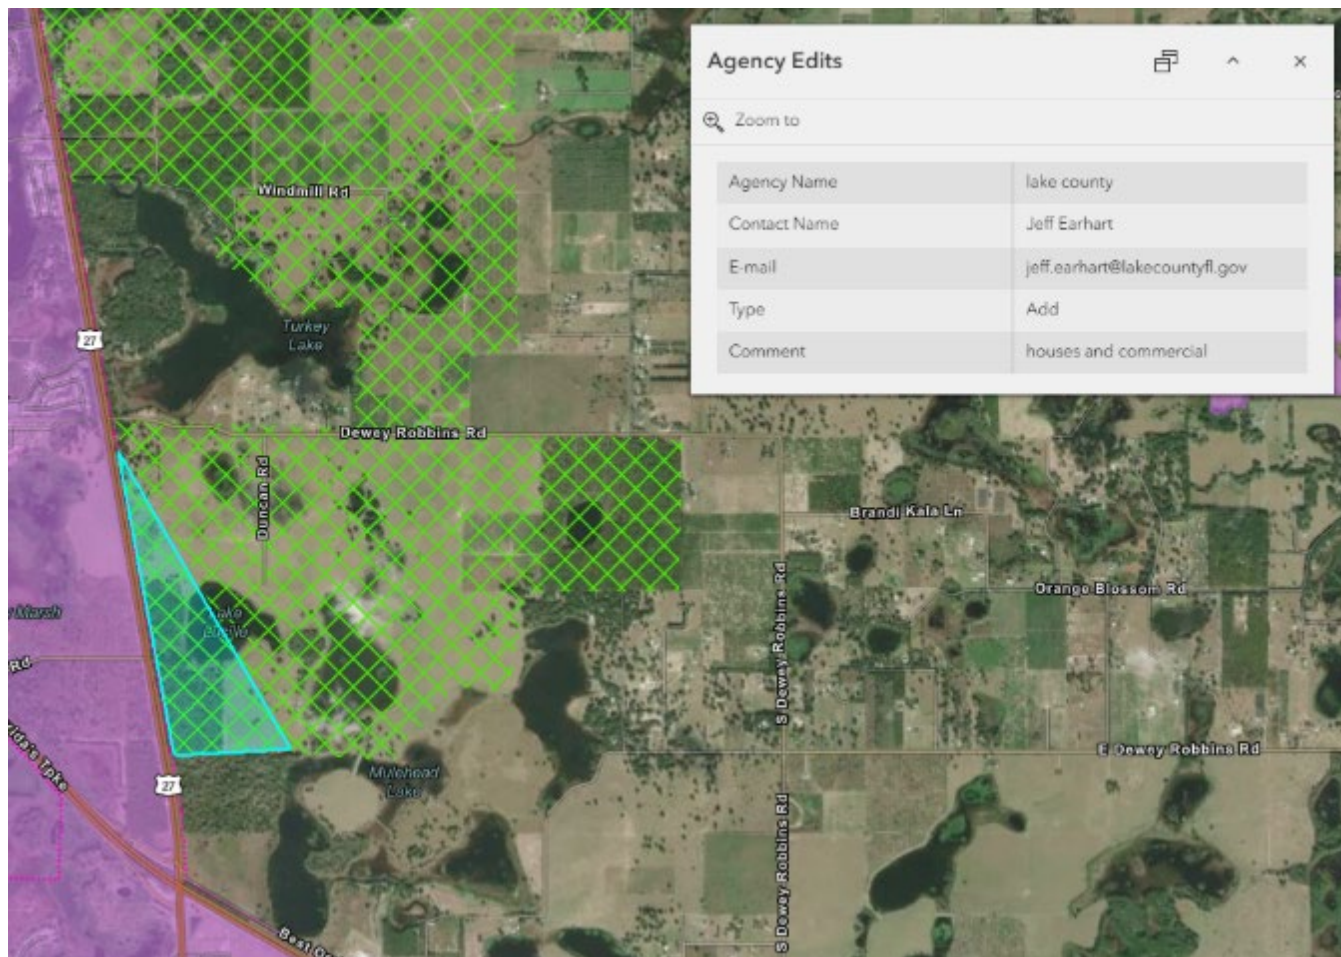 Agency Edits
Zoom to
Agency Name lake county
Contact Name Jeff Earhart
E-mail jeff.earhart@lakecountyfl.gov
Type Add
Comment houses and commercial
Windmill Rd
Turkey
Lake
27
Dewey Robbins Rd
Duncan Rd
Brandi Kala Ln
Orange Blossom Rd
S Dewey Robbins Rd
Marsh
Lake
Rd
E Dewey Robbins Rd
Mulehead
Lake
27
S Dewey Robbins Rd